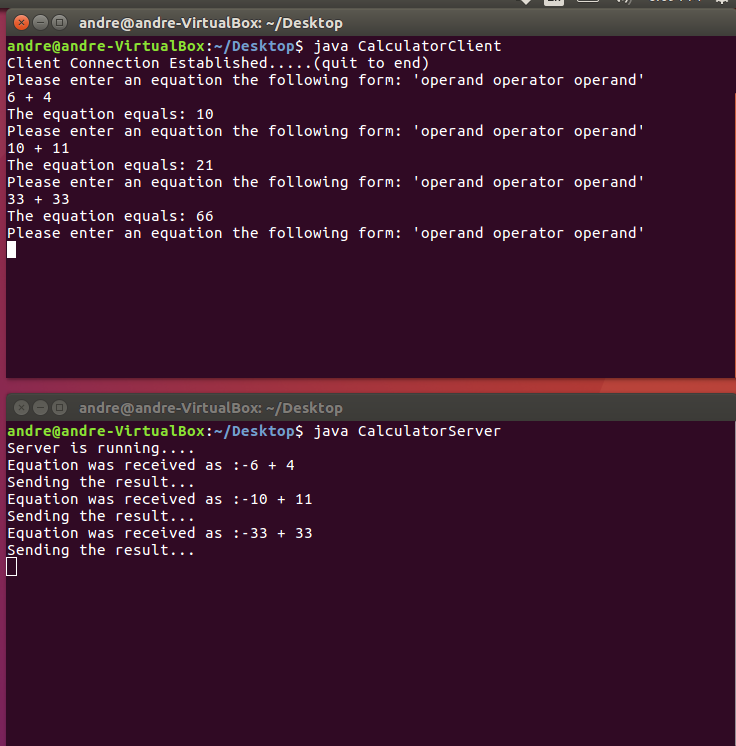 andre@andre-VirtualBox: ~/Desktop
andre@andre-VirtualBox:~/Desktop$ java CalculatorClient
Client Connection Established.....(quit to end)
Please enter an equation the following form: 'operand operator operand'
6 + 4
The equation equals: 10
Please enter an equation the following form: 'operand operator operand'
10 + 11
The equation equals: 21
Please enter an equation the following form: 'operand operator operand'
33 + 33
The equation equals: 66
Please enter an equation the following form: 'operand operator operand'
andre@andre-VirtualBox: ~/Desktop
andre@andre-VirtualBox:~/Desktop$ java CalculatorServer
Server is running....
Equation was received as :-6 + 4
Sending the result...
Equation was received as :-10 + 11
Sending the result...
Equation was received as :-33 + 33
Sending the result...